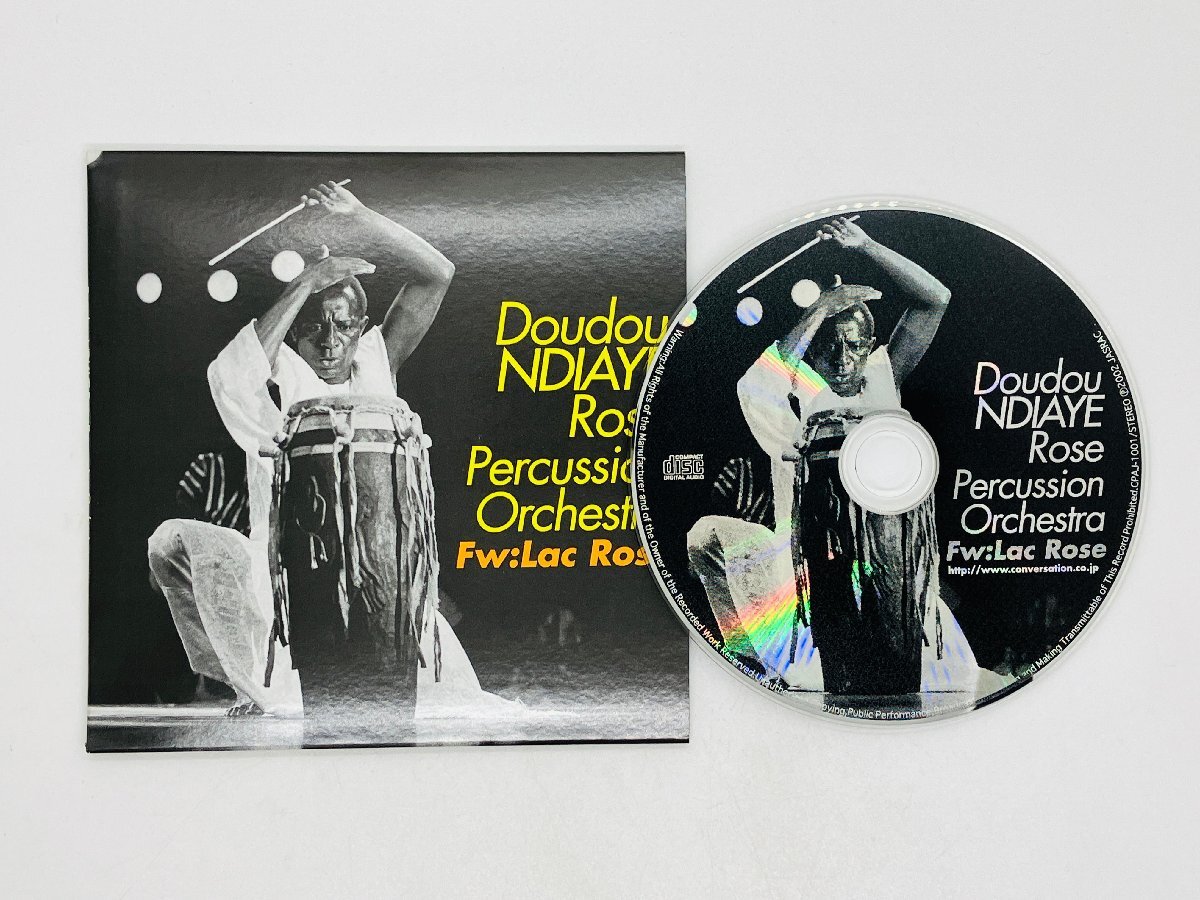 Doudou
NDIAYE
Rose
Percussion
Orchestra
Fw:Lac Rose
Doudou
NDIAYE
Rose
Percussion
Orchestra
Fw:Lac Rose
http://www.conversation.co.jp
COMPACT
disc
DIGITAL AUDIO
Warning:All Rights of the Manufacturer and of the Owner of the Recorded Work Reserved. Public Performance and Making Transmittable of This Record Prohibited.CPAJ-1001/STEREO Ⓟ2002 JASRAC